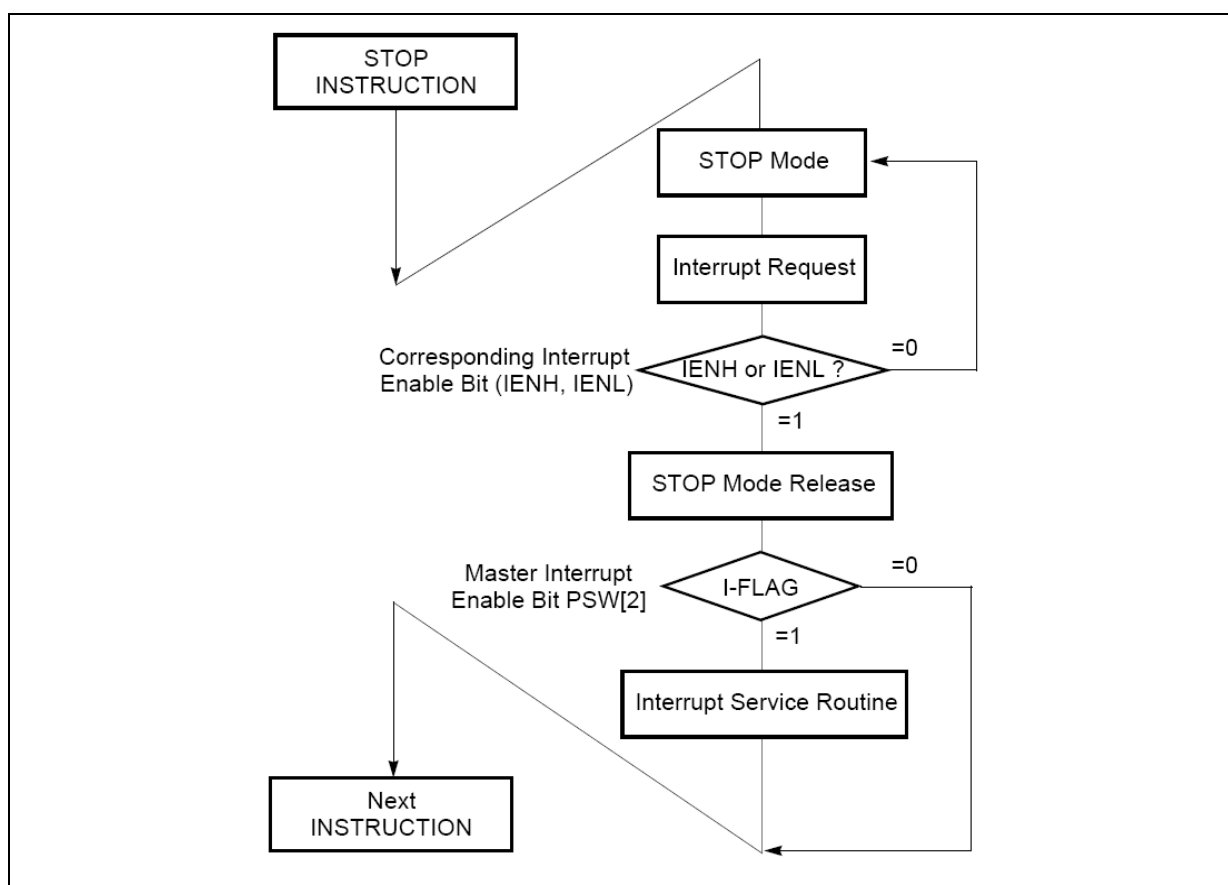 STOP
INSTRUCTION
STOP Mode
Interrupt Request
=0
Corresponding Interrupt
Enable Bit (IENH, IENL)
IENH or IENL ?
=1
STOP Mode Release
=0
Master Interrupt
Enable Bit PSW[2]
I-FLAG
=1
Interrupt Service Routine
Next
INSTRUCTION